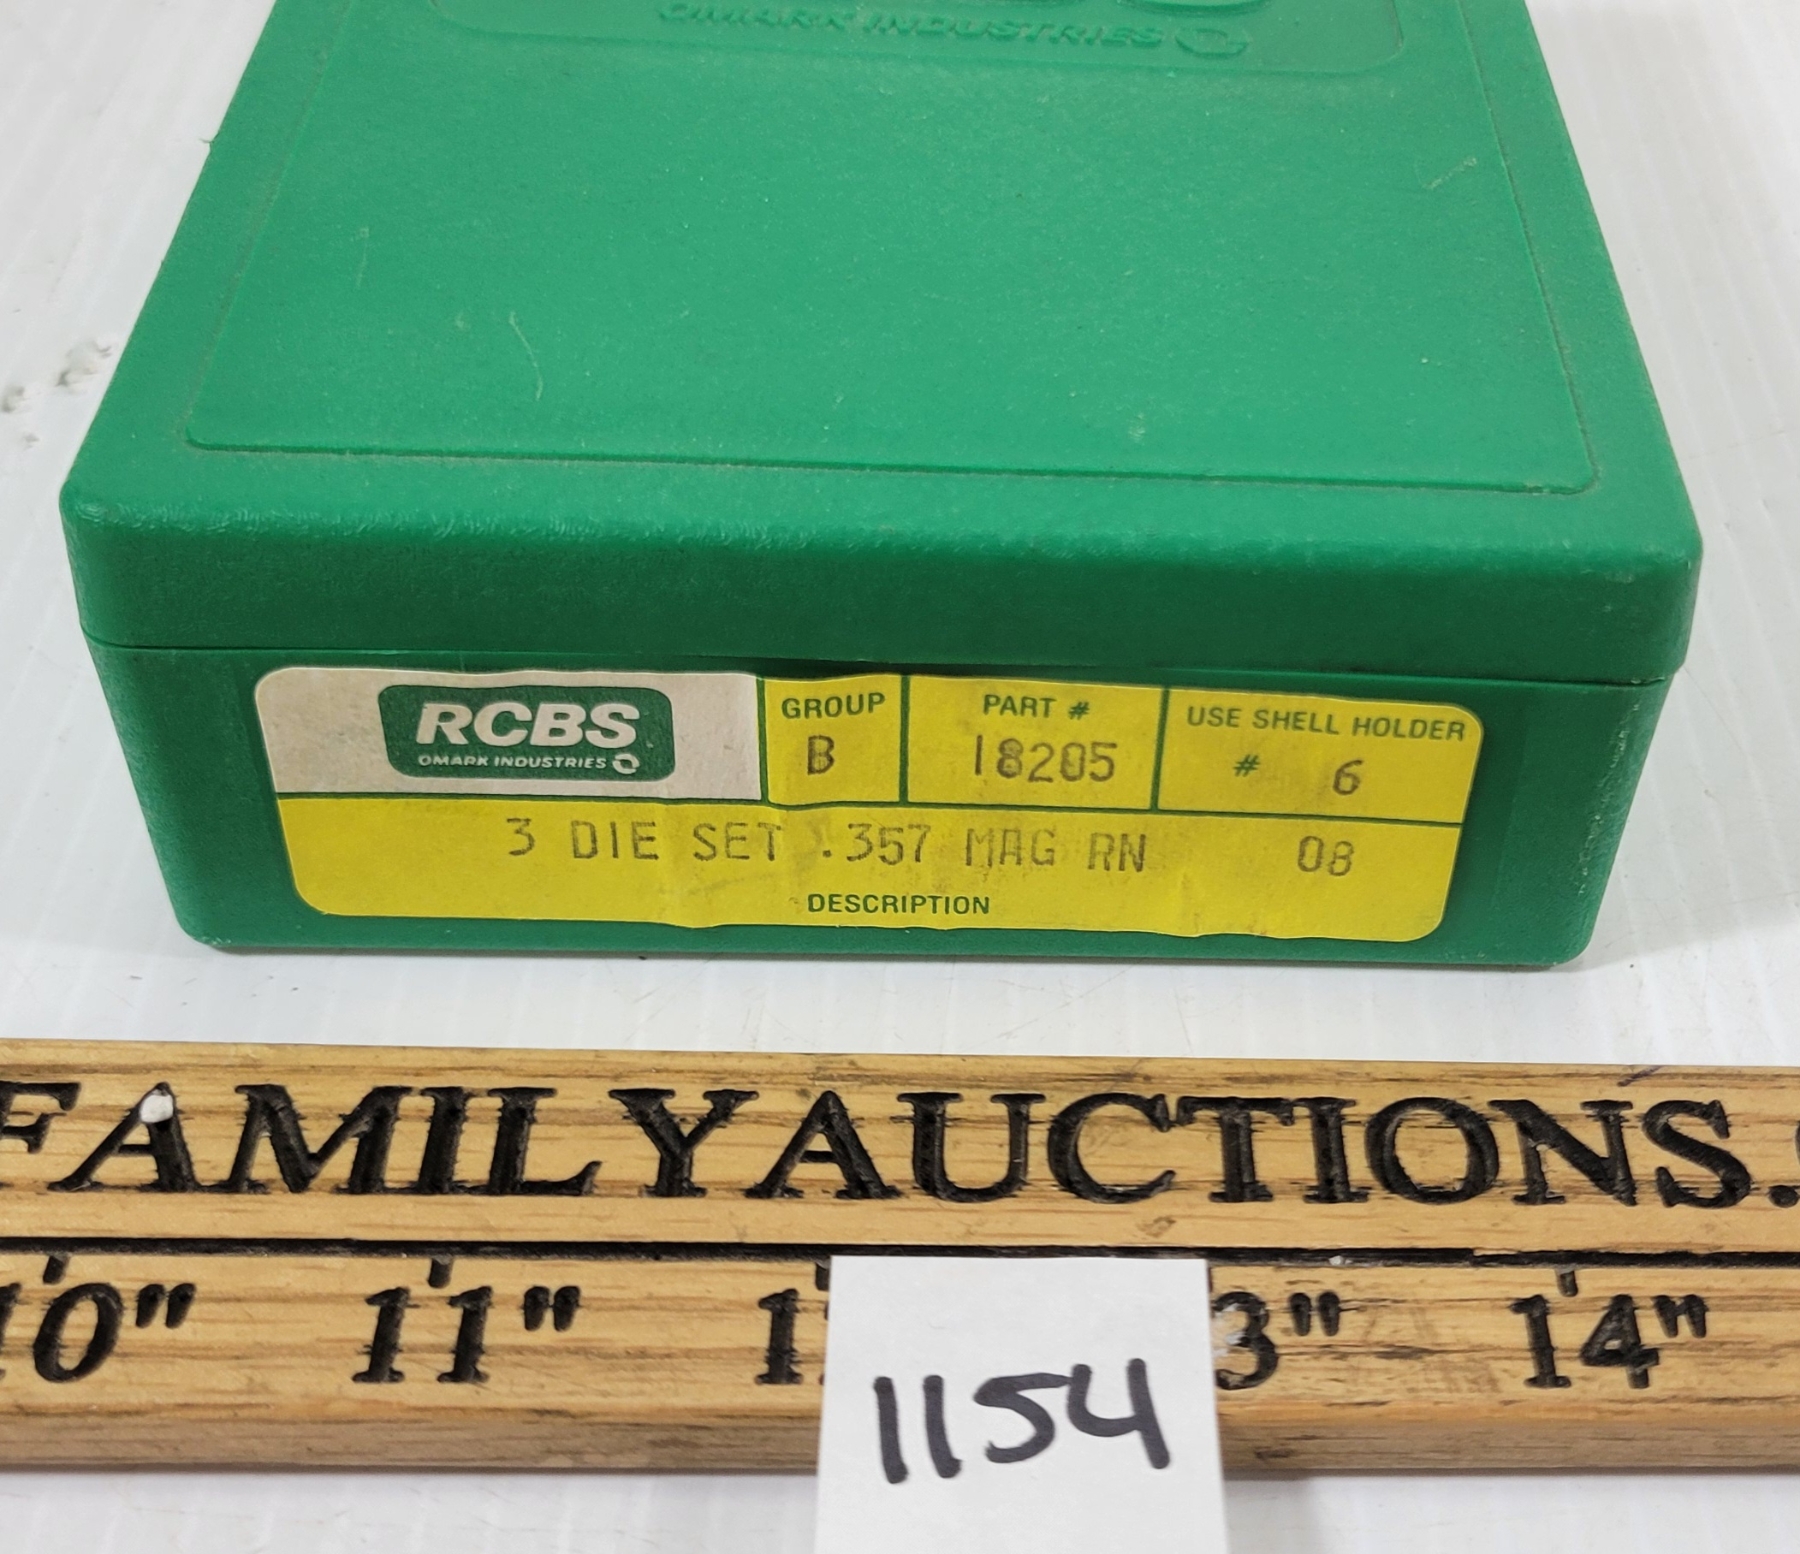 OMARK INDUSTRIES
RCBS
OMARK INDUSTRIES
GROUP
B
PART #
18205
USE SHELL HOLDER
# 6
3 DIE SET .357 MAG RN 08
DESCRIPTION
FAMILYAUCTIONS.
10" 11" 1 3" 14"
1154